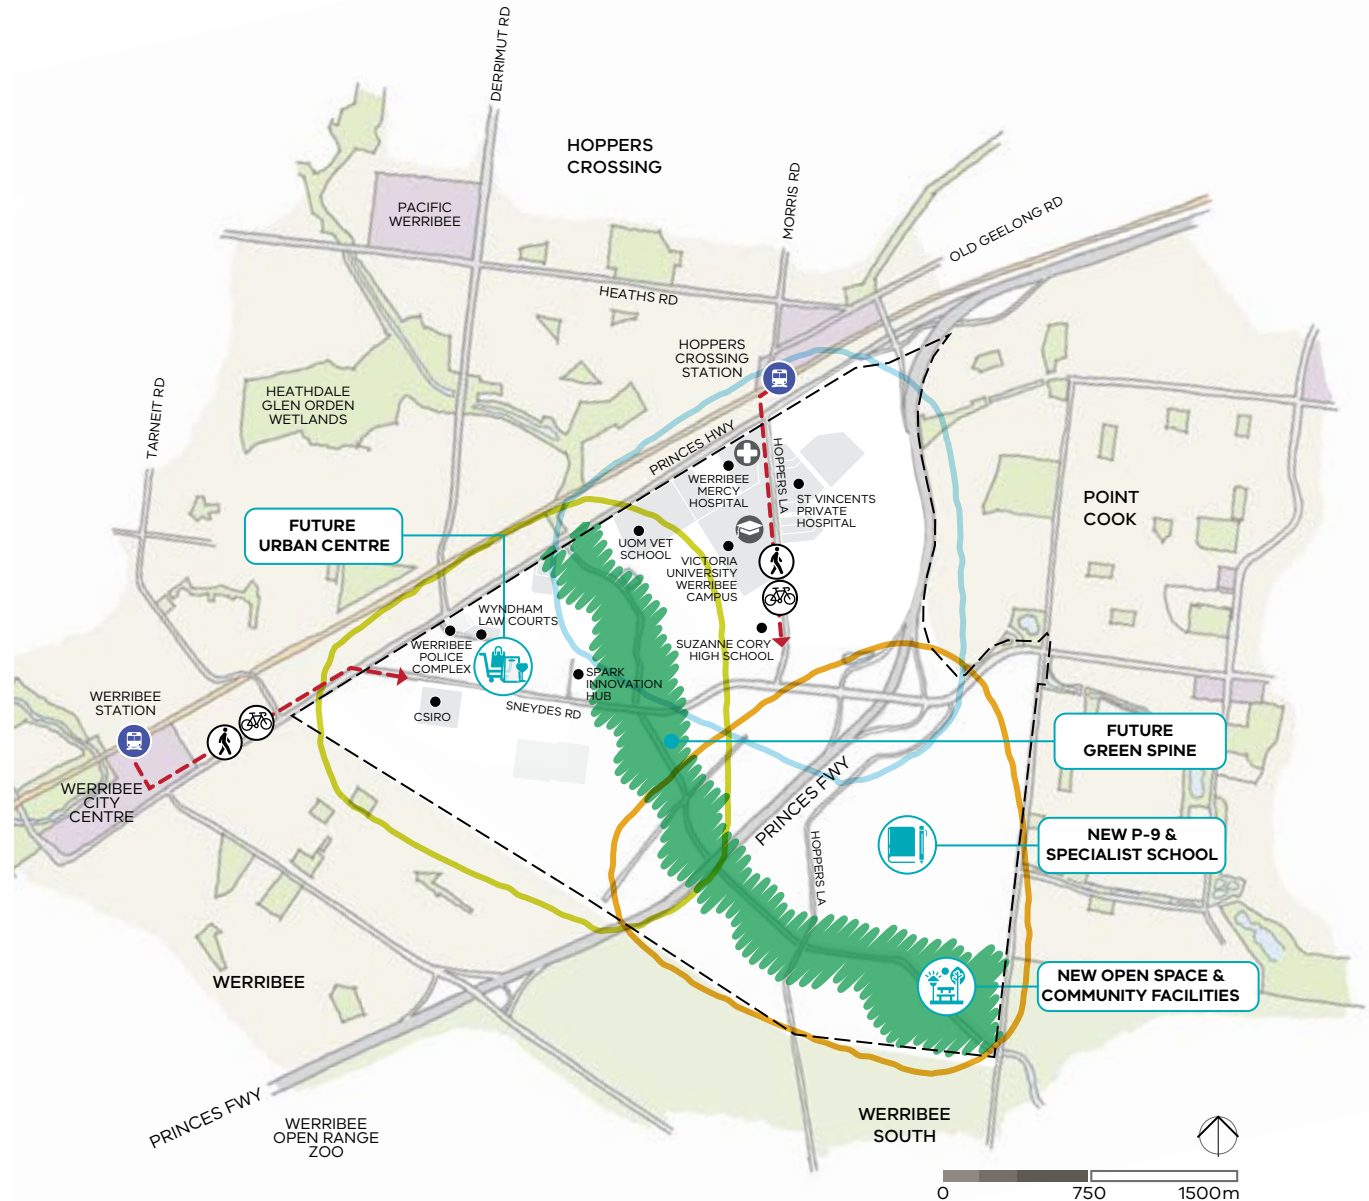 DERRIMUT RD
HOPPERS
CROSSING
MORRIS RD
PACIFIC
WERRIBEE
OLD GEELONG RD
HEATHS RD
HOPPERS
CROSSING
STATION
TARNEIT RD
HEATHDALE
GLEN ORDEN
WETLANDS
PRINCES HWY
HOPPERS LA
WERRIBEE
MERCY
HOSPITAL
ST VINCENTS
PRIVATE
HOSPITAL
POINT
COOK
FUTURE
URBAN CENTRE
UOM VET
SCHOOL
VICTORIA
UNIVERSITY
WERRIBEE
CAMPUS
WYNDHAM
LAW COURTS
WERRIBEE
POLICE
COMPLEX
SUZANNE CORY
HIGH SCHOOL
SPARK
INNOVATION
HUB
WERRIBEE
STATION
CSIRO
SNEYDES RD
FUTURE
GREEN SPINE
WERRIBEE
CITY
CENTRE
PRINCES FWY
HOPPERS LA
NEW P-9 &
SPECIALIST SCHOOL
WERRIBEE
NEW OPEN SPACE &
COMMUNITY FACILITIES
PRINCES FWY
WERRIBEE
OPEN RANGE
ZOO
WERRIBEE
SOUTH
0 750 1500m